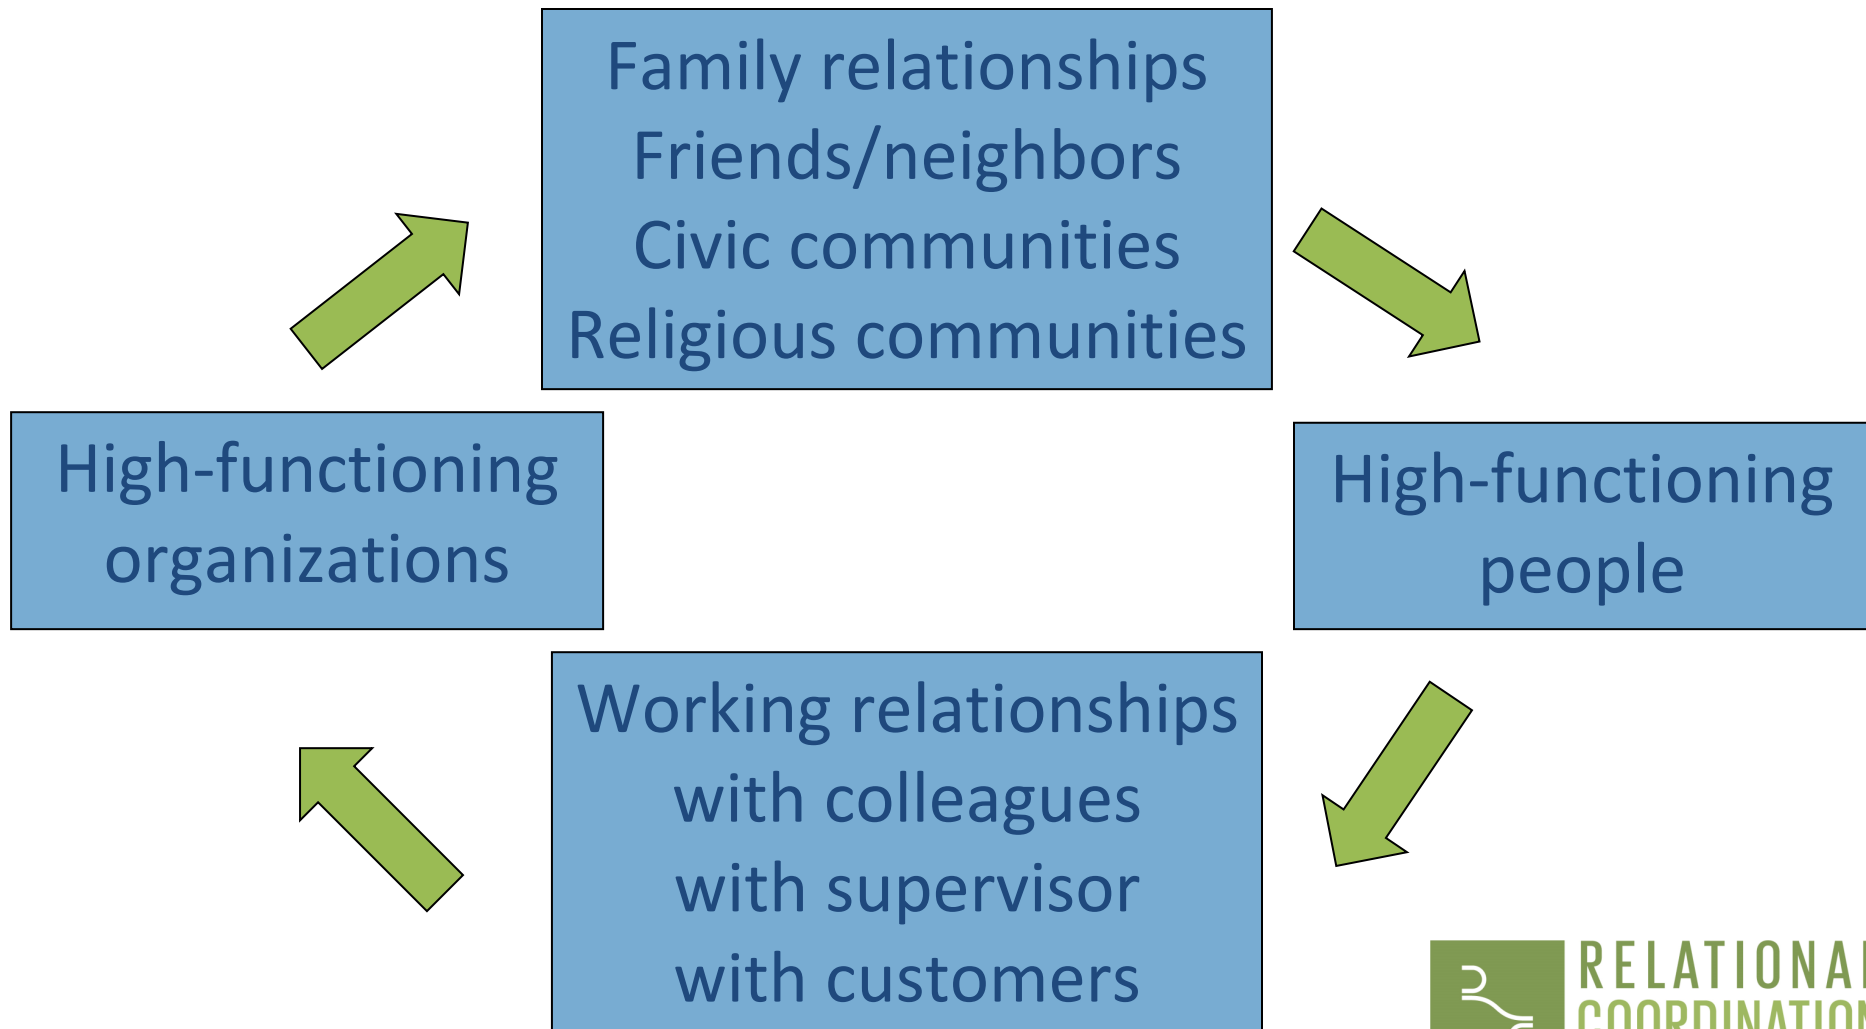 Family relationships
Friends/neighbors
Civic communities
Religious communities
High-functioning
organizations
High-functioning
people
Working relationships
with colleagues
with supervisor
with customers
RELATIONAL
COORDINATION